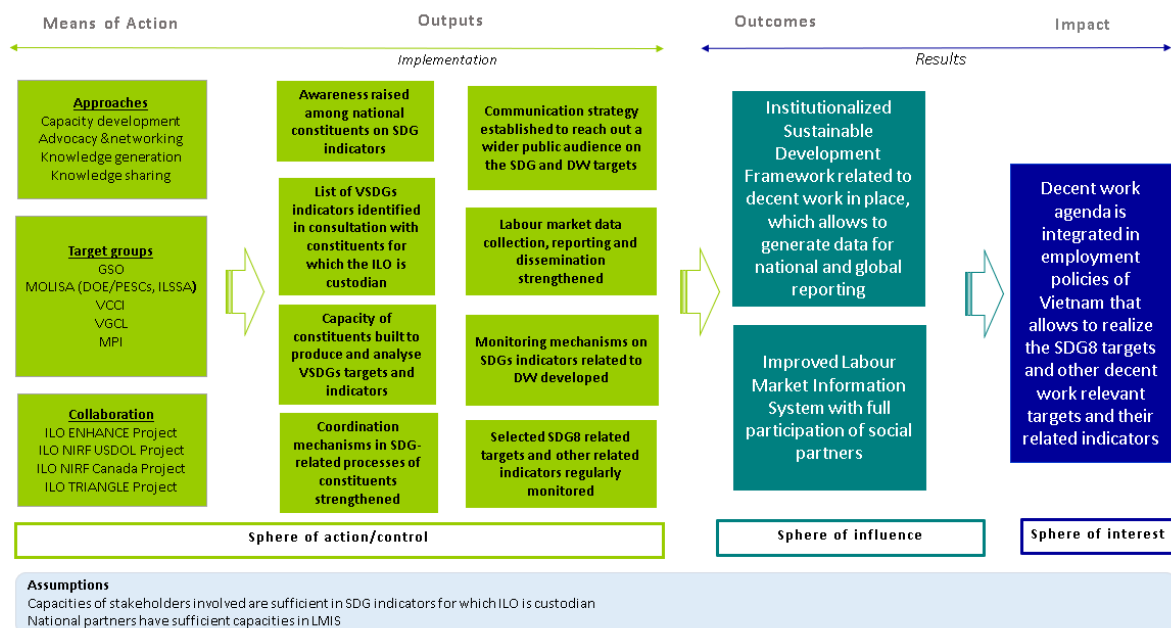 Means of Action
Outputs
Outcomes
Impact
Implementation
Results
Approaches
Capacity development
Advocacy &networking
Knowledge generation
Knowledge sharing
Target groups
GSO
MOLISA (DOE/PESCs, ILSSA)
VCCI
VGCL
MPI
Collaboration
ILO ENHANCE Project
ILO NIRF USDOL Project
ILO NIRF Canada Project
ILO TRIANGLE Project
Awareness raised
among national
constituents on SDG
indicators
List of VSDGs
indicators identified
in consultation with
constituents for
which the ILO is
custodian
Capacity of
constituents built to
produce and analyse
VSDGs targets and
indicators
Coordination
mechanisms in SDG-
related processes of
constituents
strengthened
Communication strategy
established to reach out a
wider public audience on
the SDG and DW targets
Labour market data
collection, reporting and
dissemination
strengthened
Monitoring mechanisms on
SDGs indicators related to
DW developed
Selected SDG8 related
targets and other related
indicators regularly
monitored
Institutionalized
Sustainable
Development
Framework related to
decent work in place,
which allows to
generate data for
national and global
reporting
Improved Labour
Market Information
System with full
participation of social
partners
Decent work
agenda is
integrated in
employment
policies of
Vietnam that
allows to realize
the SDG8 targets
and other decent
work relevant
targets and their
related indicators
Sphere of action/control
Sphere of influence
Sphere of interest
Assumptions
Capacities of stakeholders involved are sufficient in SDG indicators for which ILO is custodian
National partners have sufficient capacities in LMIS